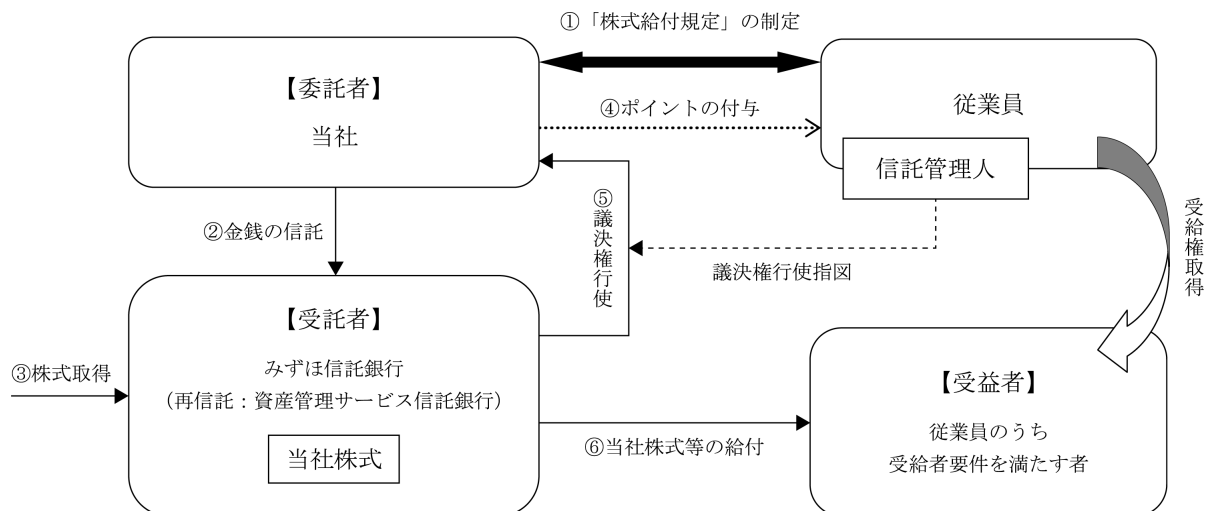 ①「株式給付規定」の制定
【委託者】
当社
従業員
④ポイントの付与
信託管理人
②金銭の信託
⑤議決権行使
議決権行使指図
受給権取得
【受託者】
みずほ信託銀行
（再信託：資産管理サービス信託銀行）
当社株式
③株式取得
⑥当社株式等の給付
【受益者】
従業員のうち
受給者要件を満たす者